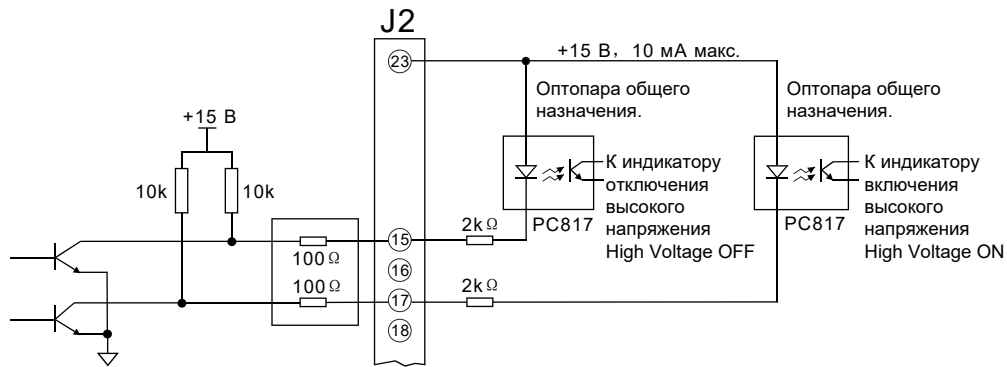 J2
23
+15 В, 10 мА макс.
Оптопара общего
назначения.
Оптопара общего
назначения.
+15 В
10k
10k
К индикатору
отключения
высокого
напряжения
High Voltage OFF
К индикатору
включения
высокого
напряжения
High Voltage ON
PC817
PC817
2kΩ
15
100Ω
16
100Ω
17
2kΩ
18